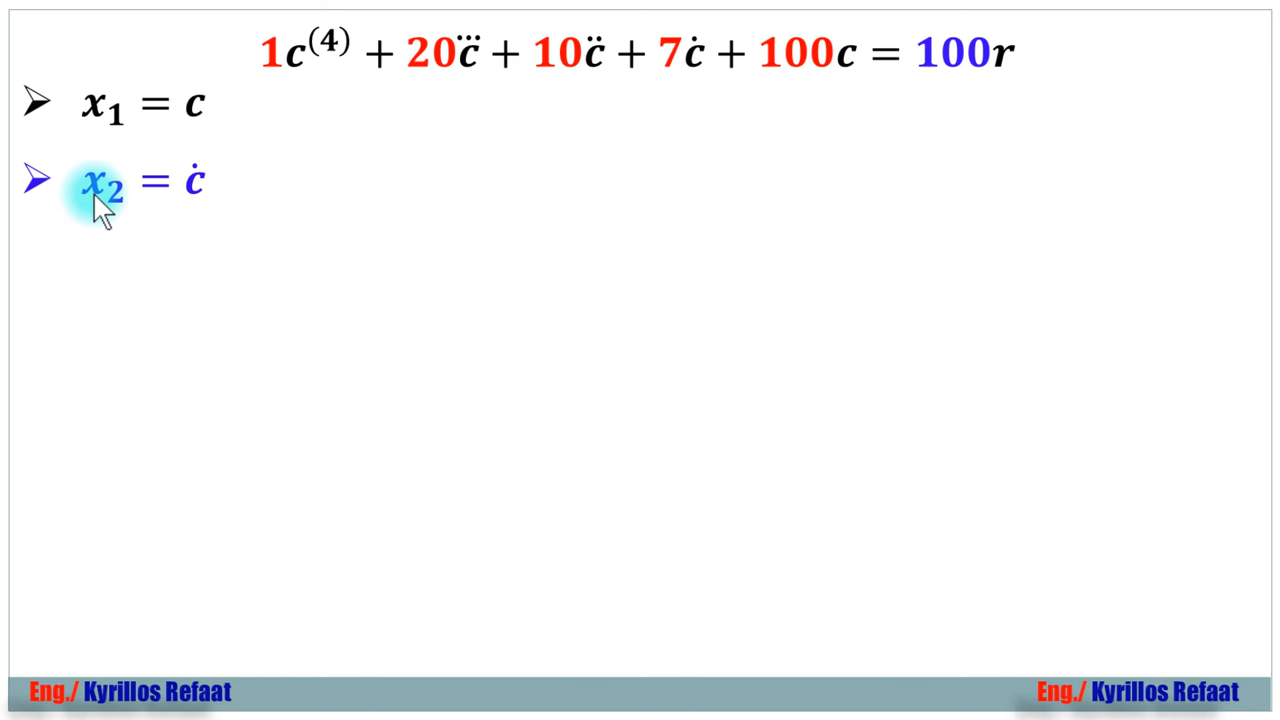 1c⁽⁴⁾ + 20c⃛ + 10c̈ + 7ċ + 100c = 100r
➢ x₁ = c
➢ x₂ = ċ
Eng./ Kyrillos Refaat
Eng./ Kyrillos Refaat